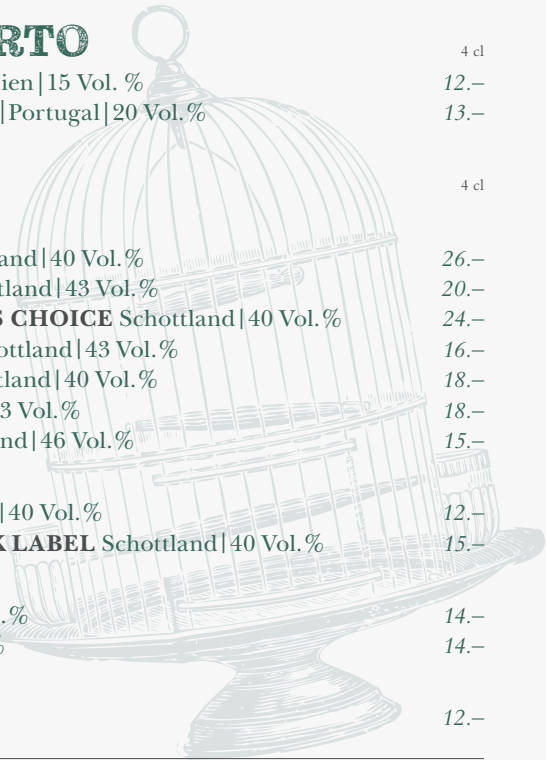 RTO 4 cl
ien|15 Vol. % 12.–
|Portugal|20 Vol.% 13.–
4 cl
and|40 Vol.% 26.–
tland|43 Vol.% 20.–
S CHOICE Schottland|40 Vol.% 24.–
ottland|43 Vol.% 16.–
tland|40 Vol.% 18.–
3 Vol.% 18.–
nd|46 Vol.% 15.–
|40 Vol.% 12.–
K LABEL Schottland|40 Vol.% 15.–
.% 14.–
% 14.–
12.–